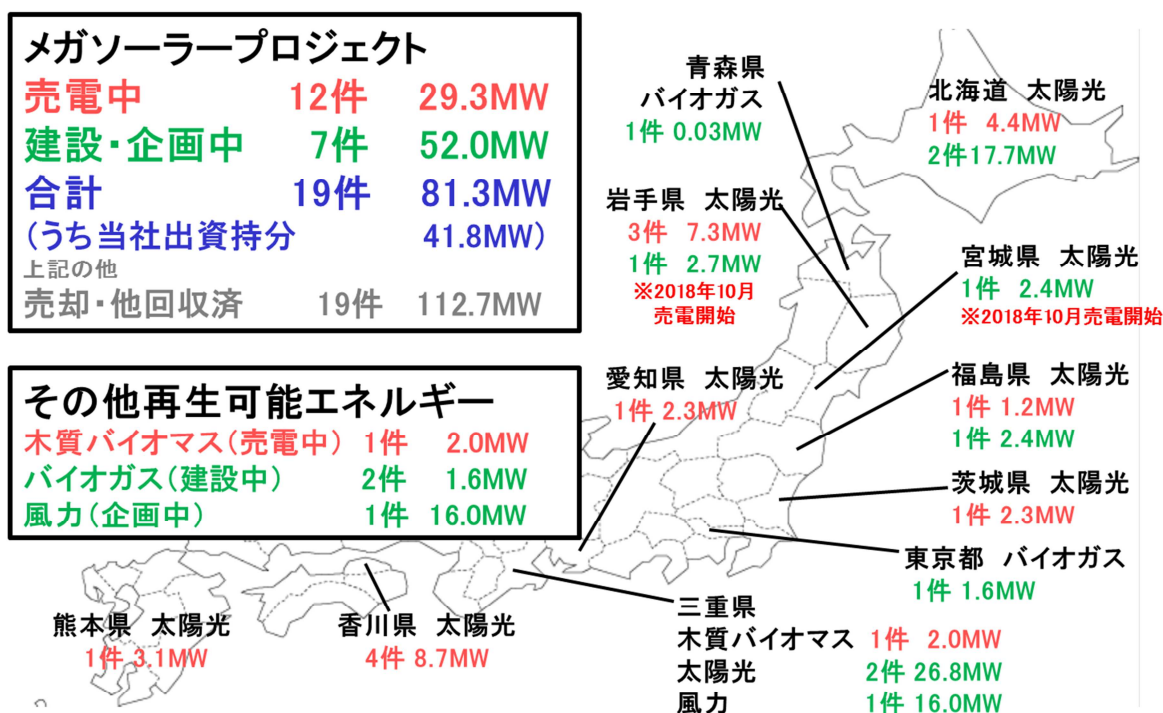 メガソーラープロジェクト
売電中 12件 29.3MW
建設・企画中 7件 52.0MW
合計 19件 81.3MW
(うち当社出資持分 41.8MW)
上記の他
売却・他回収済 19件 112.7MW
その他再生可能エネルギー
木質バイオマス(売電中) 1件 2.0MW
バイオガス(建設中) 2件 1.6MW
風力(企画中) 1件 16.0MW
青森県
バイオガス
1件 0.03MW
北海道 太陽光
1件 4.4MW
2件17.7MW
岩手県 太陽光
3件 7.3MW
1件 2.7MW
※2018年10月
売電開始
宮城県 太陽光
1件 2.4MW
※2018年10月売電開始
愛知県 太陽光
1件 2.3MW
福島県 太陽光
1件 1.2MW
1件 2.4MW
茨城県 太陽光
1件 2.3MW
東京都 バイオガス
1件 1.6MW
熊本県 太陽光
1件 3.1MW
香川県 太陽光
4件 8.7MW
三重県
木質バイオマス 1件 2.0MW
太陽光 2件 26.8MW
風力 1件 16.0MW